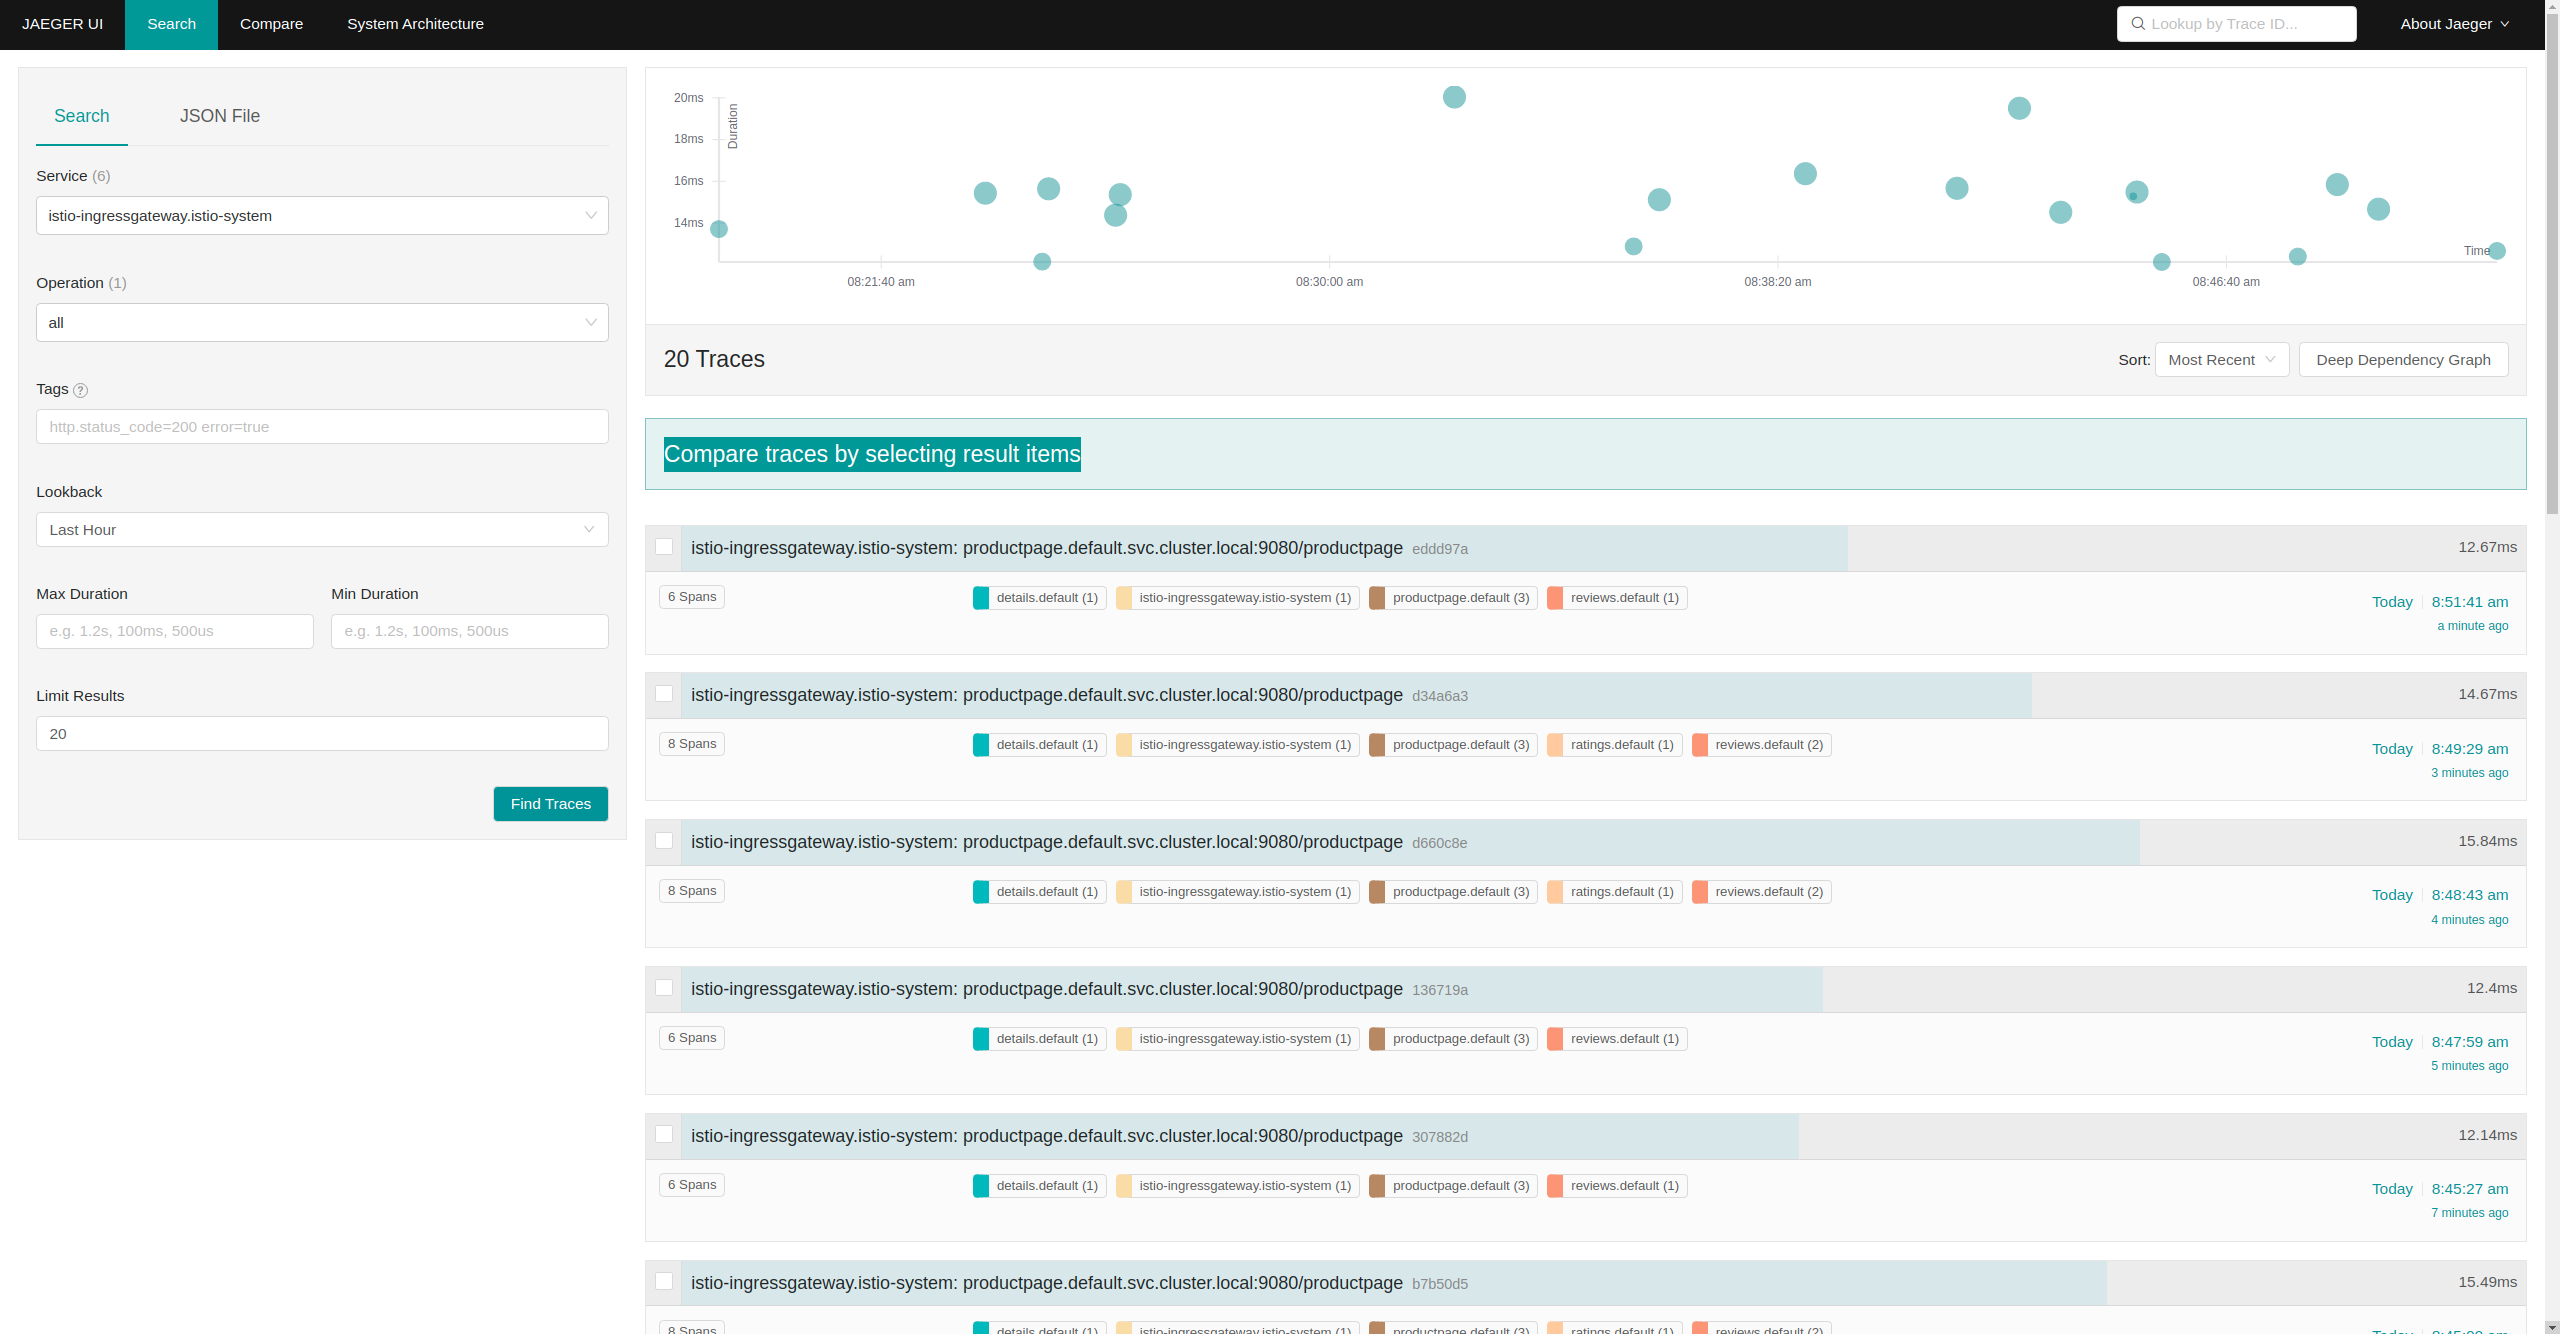 JAEGER UI Search Compare System Architecture Lookup by Trace ID... About Jaeger
Search JSON File
Service (6)
istio-ingressgateway.istio-system
Operation (1)
all
Tags ?
http.status_code=200 error=true
Lookback
Last Hour
Max Duration Min Duration
e.g. 1.2s, 100ms, 500us e.g. 1.2s, 100ms, 500us
Limit Results
20
Find Traces
20ms
18ms
16ms
14ms
Duration
Time
08:21:40 am 08:30:00 am 08:38:20 am 08:46:40 am
20 Traces Sort: Most Recent Deep Dependency Graph
Compare traces by selecting result items
istio-ingressgateway.istio-system: productpage.default.svc.cluster.local:9080/productpage eddd97a 12.67ms
6 Spans details.default (1) istio-ingressgateway.istio-system (1) productpage.default (3) reviews.default (1) Today 8:51:41 am
a minute ago
istio-ingressgateway.istio-system: productpage.default.svc.cluster.local:9080/productpage d34a6a3 14.67ms
8 Spans details.default (1) istio-ingressgateway.istio-system (1) productpage.default (3) ratings.default (1) reviews.default (2) Today 8:49:29 am
3 minutes ago
istio-ingressgateway.istio-system: productpage.default.svc.cluster.local:9080/productpage d660c8e 15.84ms
8 Spans details.default (1) istio-ingressgateway.istio-system (1) productpage.default (3) ratings.default (1) reviews.default (2) Today 8:48:43 am
4 minutes ago
istio-ingressgateway.istio-system: productpage.default.svc.cluster.local:9080/productpage 136719a 12.4ms
6 Spans details.default (1) istio-ingressgateway.istio-system (1) productpage.default (3) reviews.default (1) Today 8:47:59 am
5 minutes ago
istio-ingressgateway.istio-system: productpage.default.svc.cluster.local:9080/productpage 307882d 12.14ms
6 Spans details.default (1) istio-ingressgateway.istio-system (1) productpage.default (3) reviews.default (1) Today 8:45:27 am
7 minutes ago
istio-ingressgateway.istio-system: productpage.default.svc.cluster.local:9080/productpage b7b50d5 15.49ms
8 Spans details.default (1) istio-ingressgateway.istio-system (1) productpage.default (3) ratings.default (1) reviews.default (2) Today